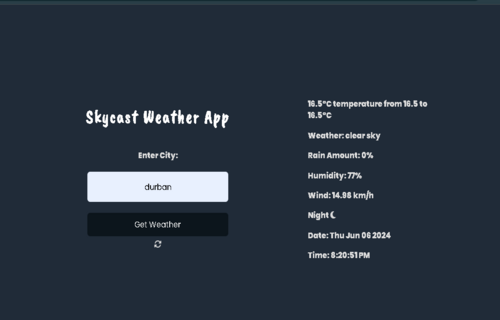 Skycast Weather App
Enter City:
durban
Get Weather
16.5°C temperature from 16.5 to
16.5°C
Weather: clear sky
Rain Amount: 0%
Humidity: 77%
Wind: 14.98 km/h
Night
Date: Thu Jun 06 2024
Time: 6:20:51 PM